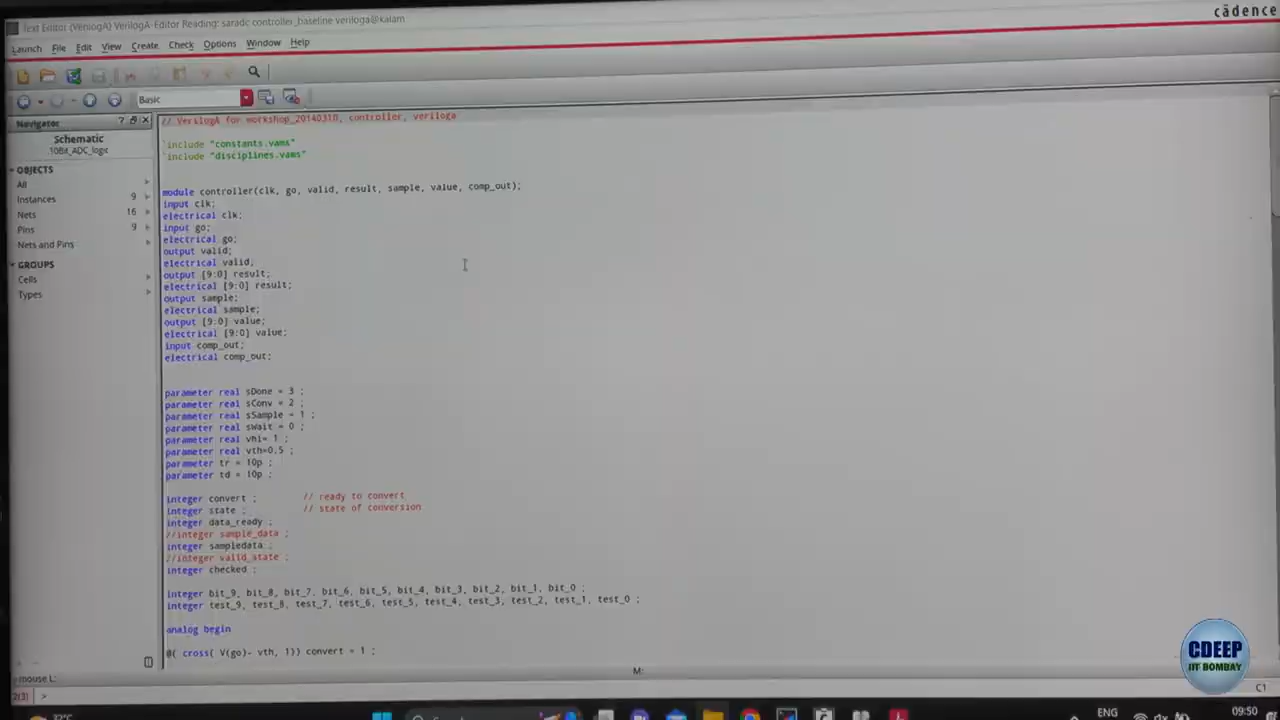 cādence
Text Editor (VerilogA) VerilogA-Editor Reading: saradc controller_baseline veriloga@kalam
Launch File Edit View Create Check Options Window Help
Basic
Navigator ? X
Schematic
10Bit_ADC_logic
OBJECTS
All
Instances 9
Nets 16
Pins 9
Nets and Pins
GROUPS
Cells
Types
// VerilogA for workshop_20140310, controller, veriloga
`include "constants.vams"
`include "disciplines.vams"
module controller(clk, go, valid, result, sample, value, comp_out);
input clk;
electrical clk;
input go;
electrical go;
output valid;
electrical valid;
output [9:0] result;
electrical [9:0] result;
output sample;
electrical sample;
output [9:0] value;
electrical [9:0] value;
input comp_out;
electrical comp_out;
parameter real sDone = 3 ;
parameter real sConv = 2 ;
parameter real sSample = 1 ;
parameter real sWait = 0 ;
parameter real vhi= 1 ;
parameter real vth=0.5 ;
parameter tr = 10p ;
parameter td = 10p ;
integer convert ; // ready to convert
integer state ; // state of conversion
integer data_ready ;
//integer sample_data ;
integer sampledata ;
//integer valid_state ;
integer checked ;
integer bit_9, bit_8, bit_7, bit_6, bit_5, bit_4, bit_3, bit_2, bit_1, bit_0 ;
integer test_9, test_8, test_7, test_6, test_5, test_4, test_3, test_2, test_1, test_0 ;
analog begin
@( cross( V(go)- vth, 1)) convert = 1 ;
mouse L: M:
2(3) > C1
CDEEP
IIT BOMBAY
32°C
ENG
09:50